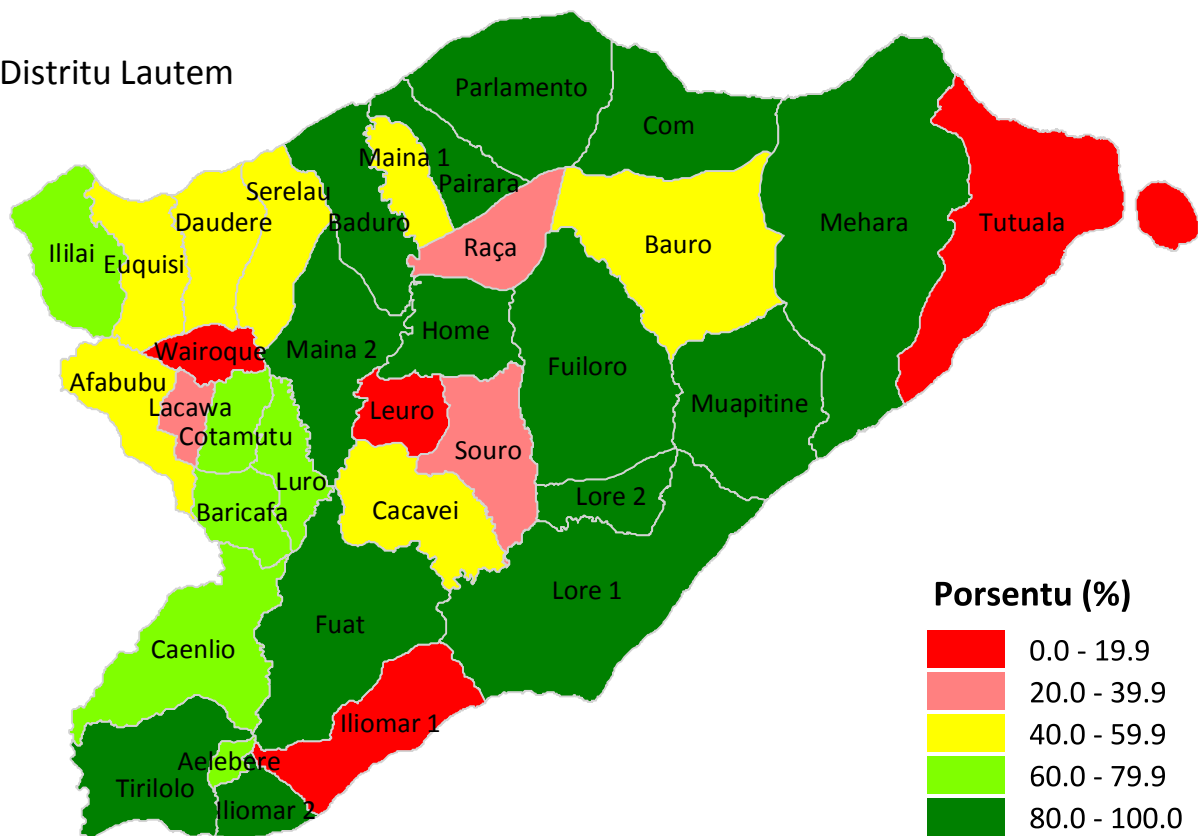 Distritu Lautem
Parlamento
Com
Maina 1
Pairara
Serelau
Daudere
Baduro
Mehara
Tutuala
Ililai
Euquisi
Raça
Bauro
Home
Wairoque
Maina 2
Fuiloro
Afabubu
Lacawa
Leuro
Muapitine
Cotamutu
Souro
Luro
Lore 2
Baricafa
Cacavei
Lore 1
Fuat
Caenlio
Iliomar 1
Aelebere
Tirilolo
Iliomar 2
Porsentu (%)
0.0 - 19.9
20.0 - 39.9
40.0 - 59.9
60.0 - 79.9
80.0 - 100.0